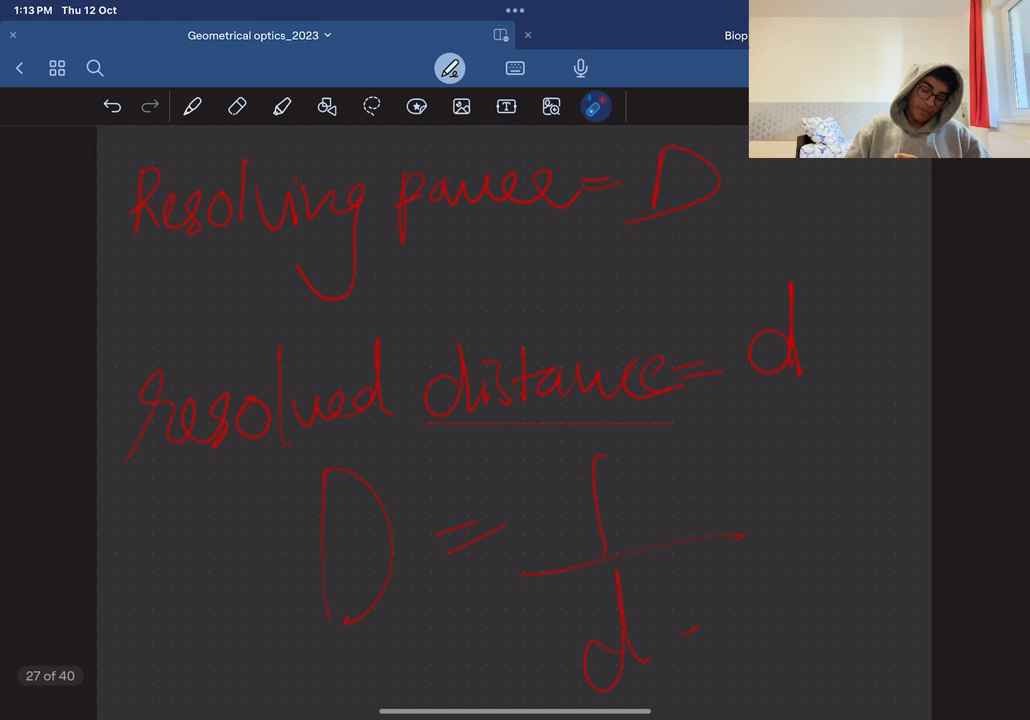 1:13 PM Thu 12 Oct
Geometrical optics_2023
Biop
Resolving power = D
resolved distance = d
D = 1
d
27 of 40